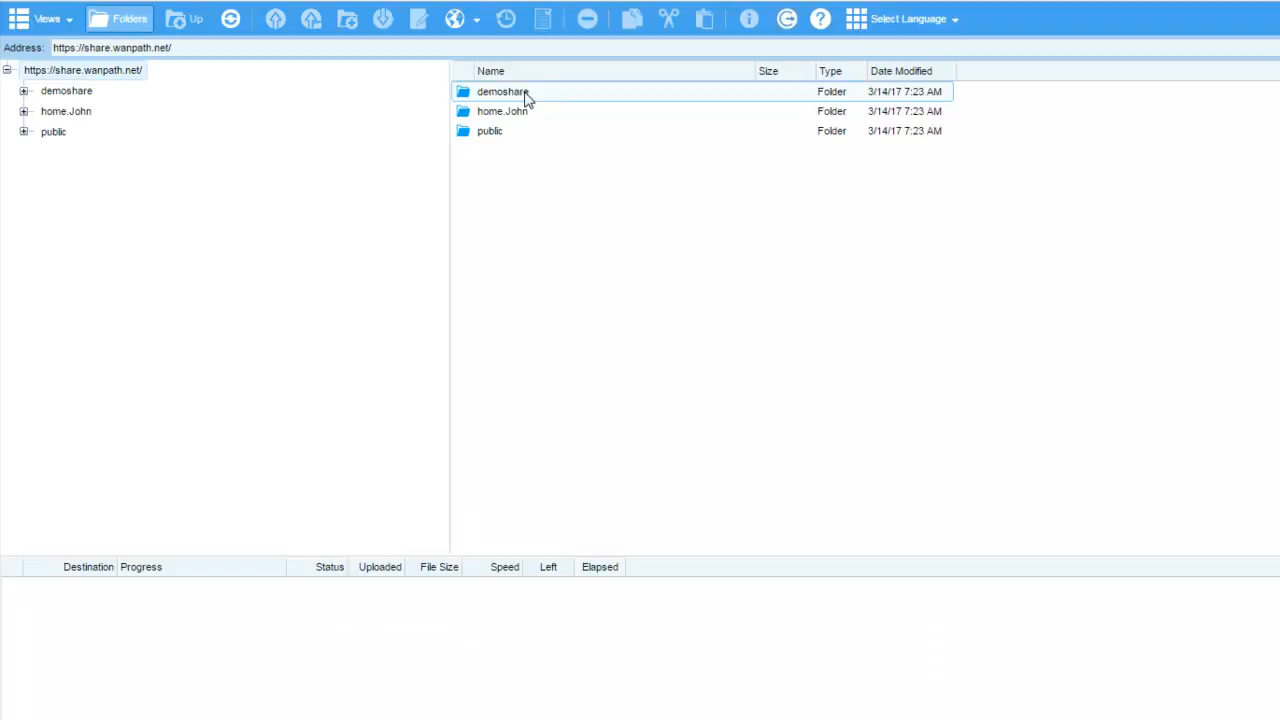 Views Folders Up Select Language
Address: https://share.wanpath.net/
https://share.wanpath.net/
demoshare
home.John
public
Name Size Type Date Modified
demoshare Folder 3/14/17 7:23 AM
home.John Folder 3/14/17 7:23 AM
public Folder 3/14/17 7:23 AM
Destination Progress Status Uploaded File Size Speed Left Elapsed